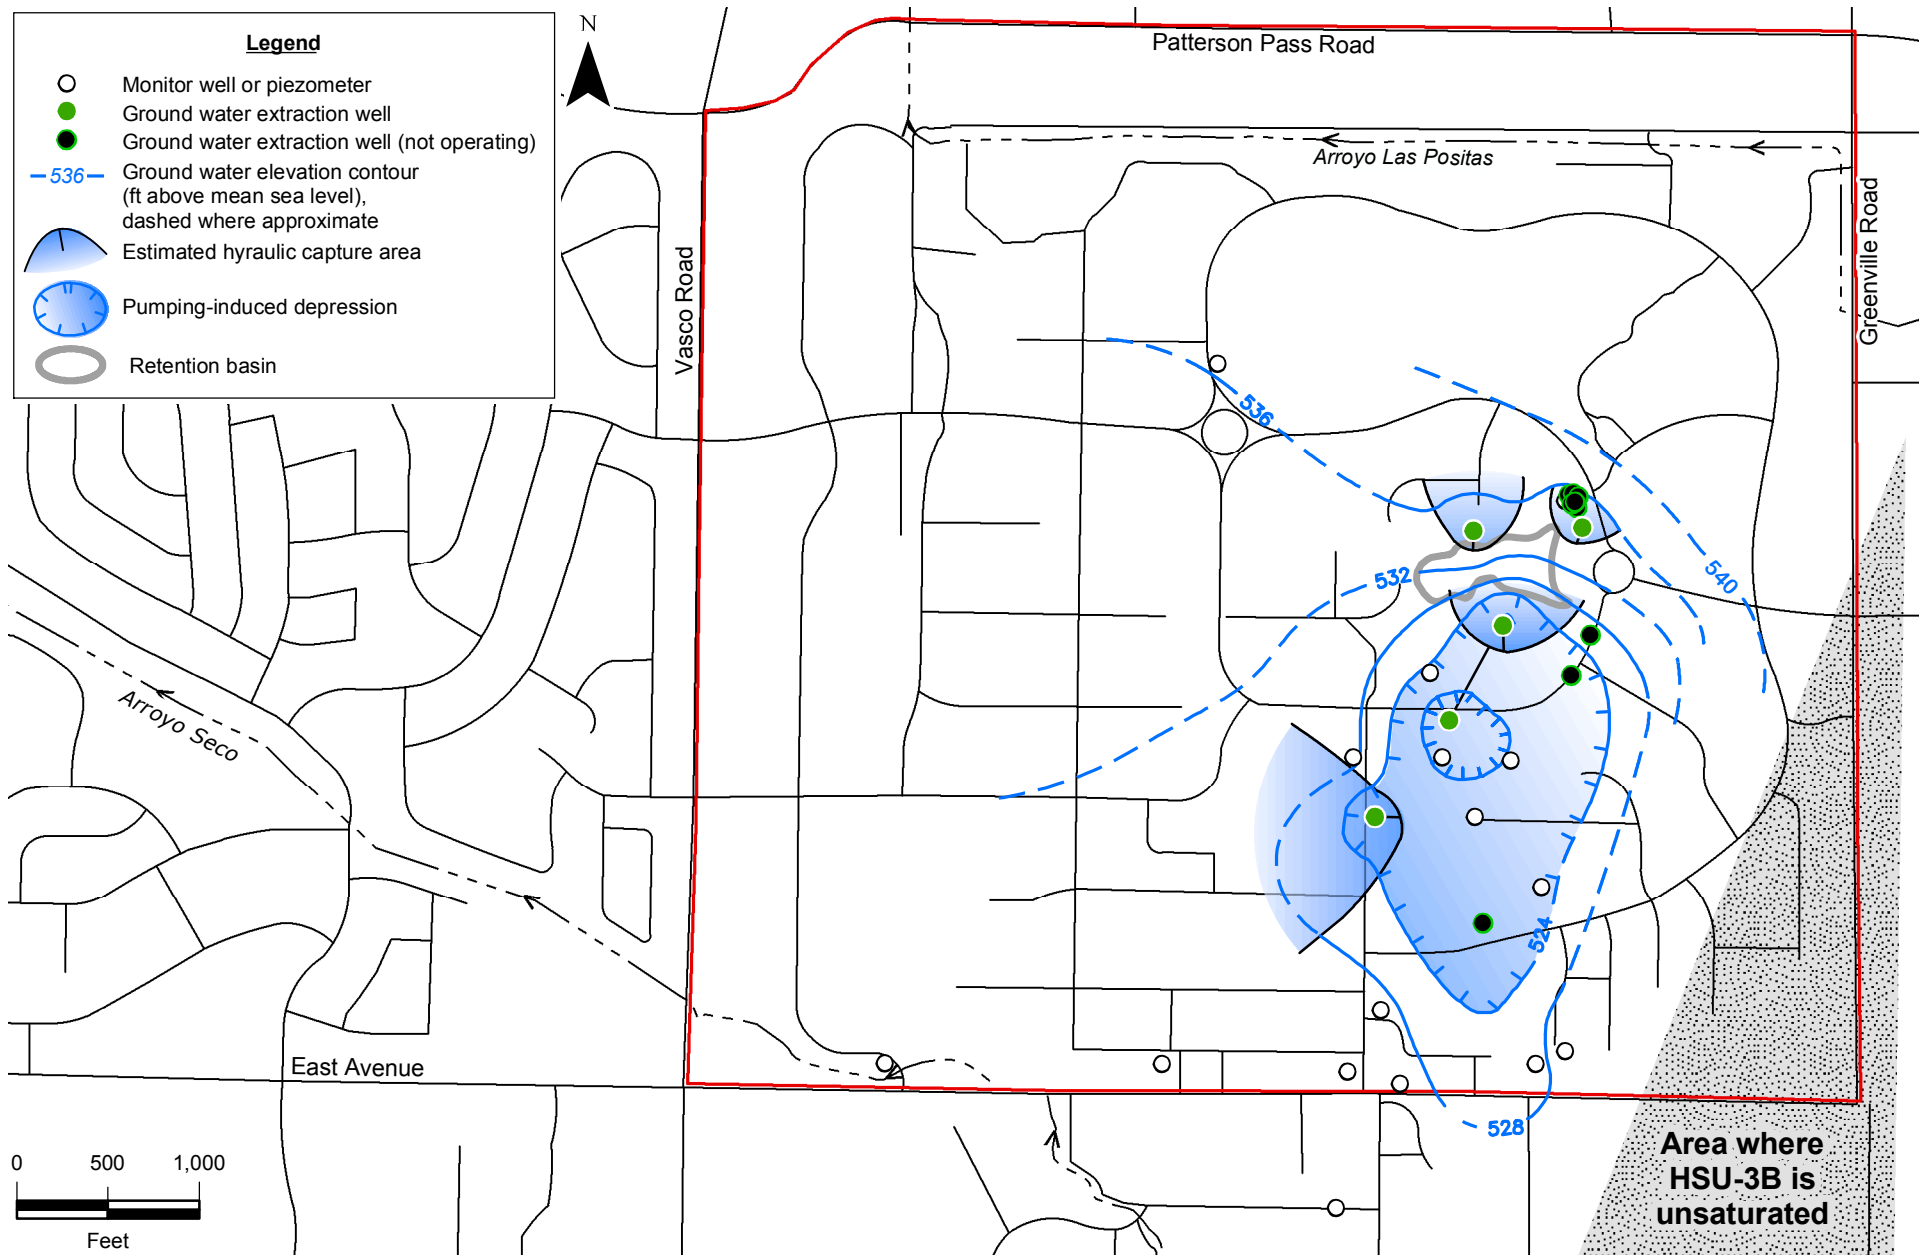 Legend
Monitor well or piezometer
Ground water extraction well
Ground water extraction well (not operating)
536
Ground water elevation contour
(ft above mean sea level),
dashed where approximate
Estimated hyraulic capture area
Pumping-induced depression
Retention basin
N
Patterson Pass Road
Arroyo Las Positas
Greenville Road
Vasco Road
536
540
532
Arroyo Seco
524
East Avenue
528
Area where
HSU-3B is
unsaturated
0 500 1,000
Feet